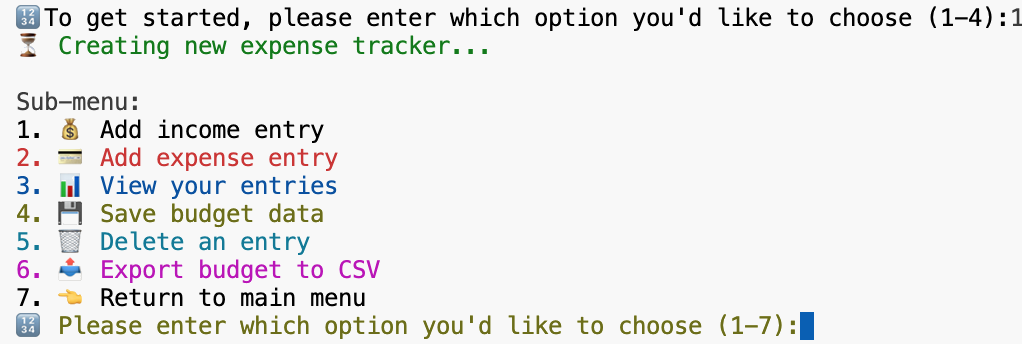 🔢To get started, please enter which option you'd like to choose (1-4):1
⏳ Creating new expense tracker...
Sub-menu:
1. 💰 Add income entry
2. 💳 Add expense entry
3. 📊 View your entries
4. 💾 Save budget data
5. 🗑️ Delete an entry
6. 📤 Export budget to CSV
7. 👈 Return to main menu
🔢 Please enter which option you'd like to choose (1-7):